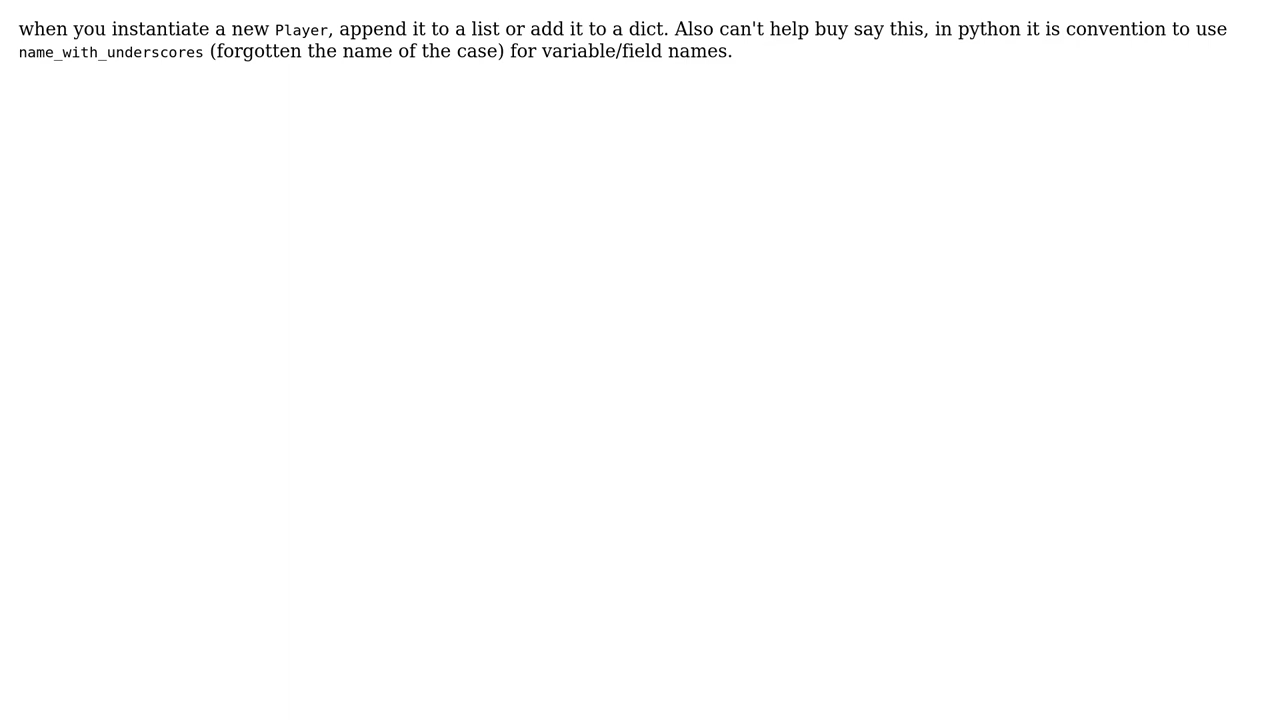 when you instantiate a new Player, append it to a list or add it to a dict. Also can't help buy say this, in python it is convention to use
name_with_underscores (forgotten the name of the case) for variable/field names.